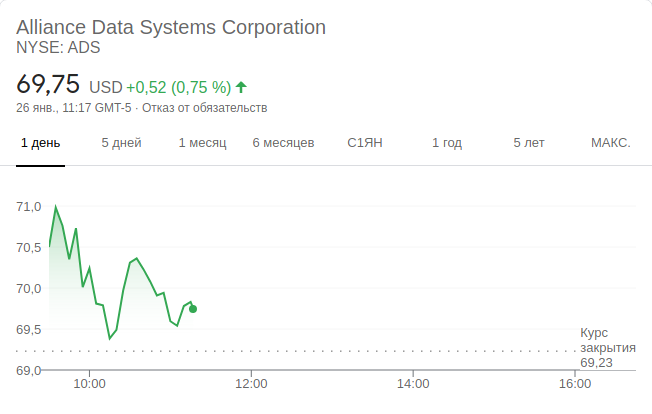 Alliance Data Systems Corporation
NYSE: ADS
69,75 USD +0,52 (0,75 %)
26 янв., 11:17 GMT-5 · Отказ от обязательств
1 день 5 дней 1 месяц 6 месяцев С1ЯН 1 год 5 лет МАКС.
71,0
70,5
70,0
69,5
Курс
закрытия
69,23
69,0
10:00 12:00 14:00 16:00